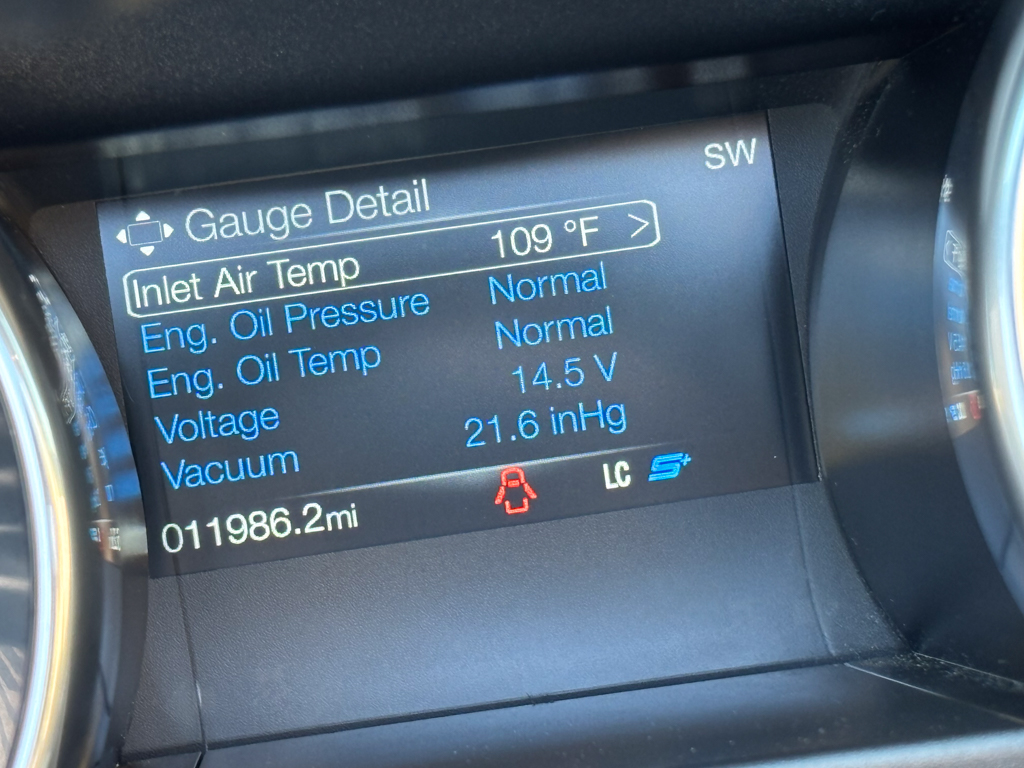 SW
Gauge Detail
Inlet Air Temp 109 °F >
Eng. Oil Pressure Normal
Eng. Oil Temp Normal
Voltage 14.5 V
Vacuum 21.6 inHg
011986.2mi LC S+